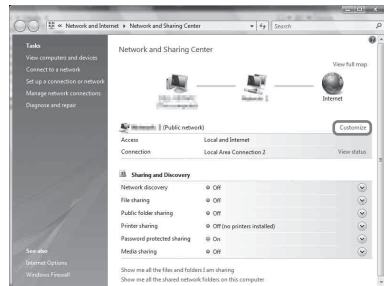 « Network and Internet ▸ Network and Sharing Center
Search
Tasks
View computers and devices
Connect to a network
Set up a connection or network
Manage network connections
Diagnose and repair
See also
Internet Options
Windows Firewall
Network and Sharing Center
View full map
Internet
(Public network)
Customize
Access Local and Internet
Connection Local Area Connection 2 View status
Sharing and Discovery
Network discovery Off
File sharing Off
Public folder sharing Off
Printer sharing Off (no printers installed)
Password protected sharing On
Media sharing Off
Show me all the files and folders I am sharing
Show me all the shared network folders on this computer